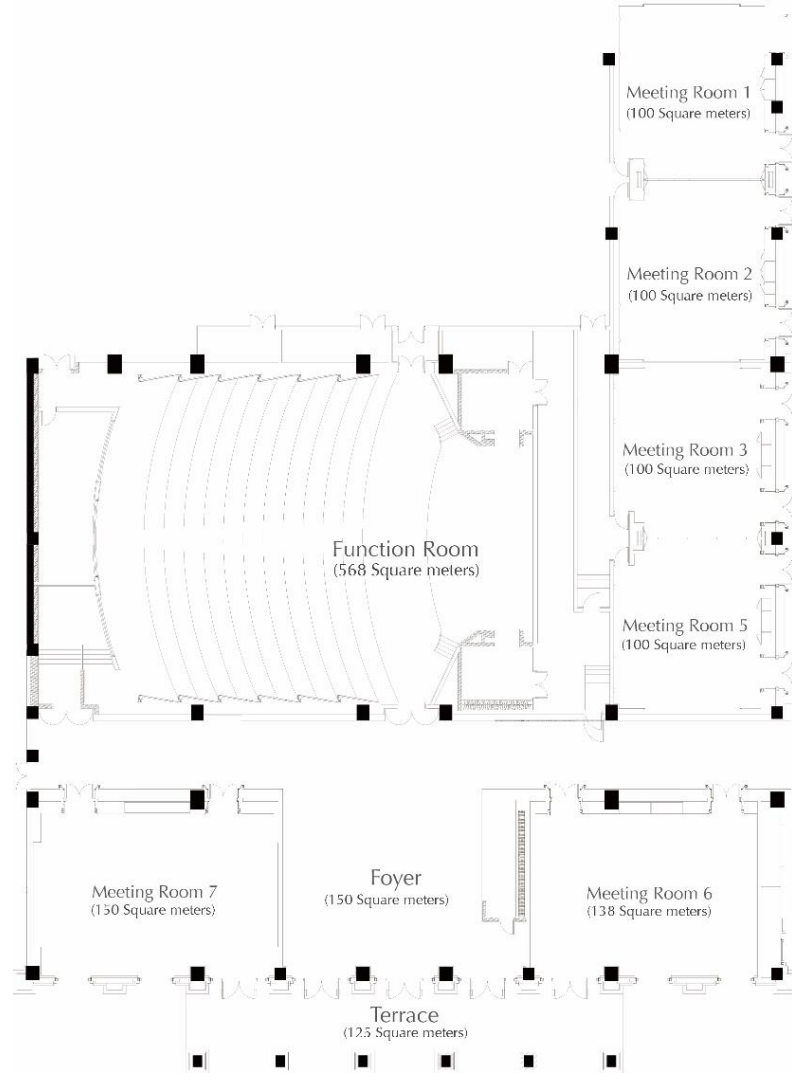 Meeting Room 1
(100 Square meters)
Meeting Room 2
(100 Square meters)
Meeting Room 3
(100 Square meters)
Function Room
(568 Square meters)
Meeting Room 5
(100 Square meters)
Meeting Room 7
(150 Square meters)
Foyer
(150 Square meters)
Meeting Room 6
(138 Square meters)
Terrace
(125 Square meters)